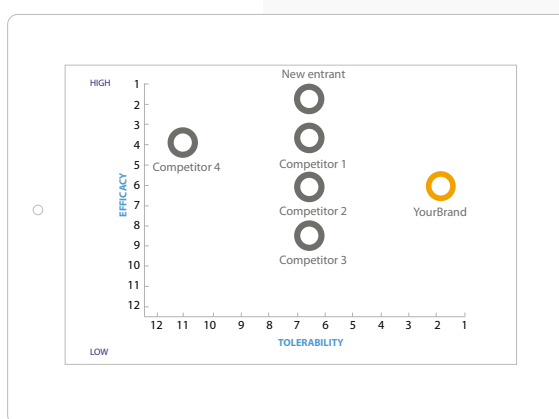 New entrant
HIGH
1
2
3
4
5
6
7
8
9
10
11
12
EFFICACY
Competitor 4
Competitor 1
Competitor 2
YourBrand
Competitor 3
12 11 10 9 8 7 6 5 4 3 2 1
TOLERABILITY
LOW